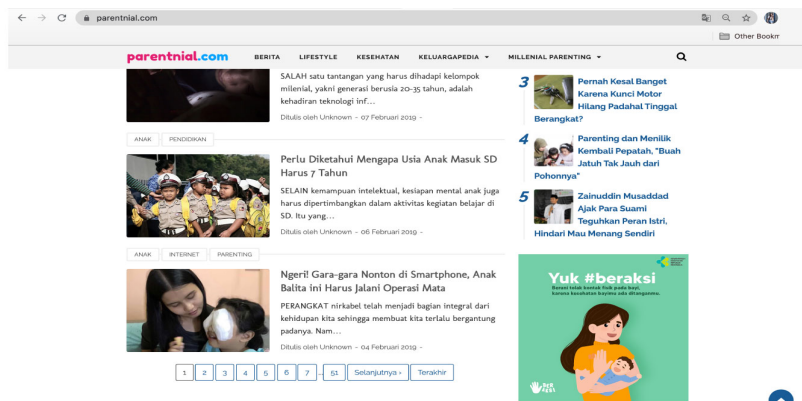 parentnial.com
Other Bookm
parentnial.com
BERITA LIFESTYLE KESEHATAN KELUARGAPEDIA MILLENIAL PARENTING
SALAH satu tantangan yang harus dihadapi kelompok
milenial, yakni generasi berusia 20-35 tahun, adalah
kehadiran teknologi inf...
Ditulis oleh Unknown - 07 Februari 2019 -
ANAK PENDIDIKAN
Perlu Diketahui Mengapa Usia Anak Masuk SD
Harus 7 Tahun
SELAIN kemampuan intelektual, kesiapan mental anak juga
harus dipertimbangkan dalam aktivitas kegiatan belajar di
SD. Itu yang...
Ditulis oleh Unknown - 06 Februari 2019 -
ANAK INTERNET PARENTING
Ngeri! Gara-gara Nonton di Smartphone, Anak
Balita ini Harus Jalani Operasi Mata
PERANGKAT nirkabel telah menjadi bagian integral dari
kehidupan kita sehingga membuat kita terlalu bergantung
padanya. Nam...
Ditulis oleh Unknown - 04 Februari 2019 -
1 2 3 4 5 6 7 ... 51 Selanjutnya › Terakhir
3 Pernah Kesal Banget
Karena Kunci Motor
Hilang Padahal Tinggal
Berangkat?
4 Parenting dan Menilik
Kembali Pepatah, "Buah
Jatuh Tak Jauh dari
Pohonnya"
5 Zainuddin Musaddad
Ajak Para Suami
Teguhkan Peran Istri,
Hindari Mau Menang Sendiri
Yuk #beraksi
karena kesehatan bayimu ada ditanganmu.
BER
AKSI